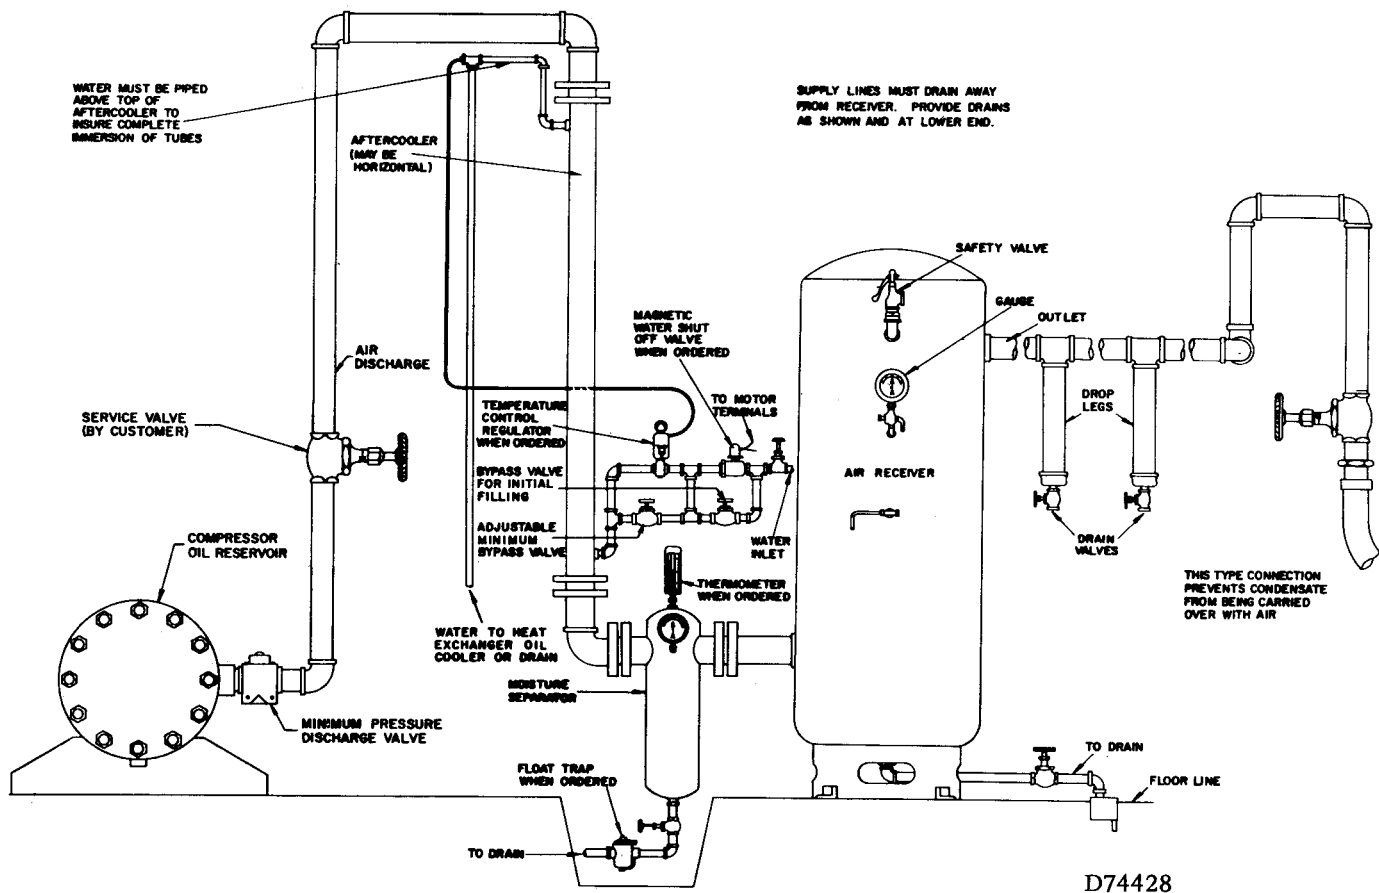 WATER MUST BE PIPED
ABOVE TOP OF
AFTERCOOLER TO
INSURE COMPLETE
IMMERSION OF TUBES
AFTERCOOLER
(MAY BE
HORIZONTAL)
SUPPLY LINES MUST DRAIN AWAY
FROM RECEIVER. PROVIDE DRAINS
AS SHOWN AND AT LOWER END.
SAFETY VALVE
GAUGE
OUTLET
MAGNETIC
WATER SHUT
OFF VALVE
WHEN ORDERED
AIR
DISCHARGE
SERVICE VALVE
(BY CUSTOMER)
TEMPERATURE
CONTROL
REGULATOR
WHEN ORDERED
TO MOTOR
TERMINALS
DROP
LEGS
BYPASS VALVE
FOR INITIAL
FILLING
AIR RECEIVER
ADJUSTABLE
MINIMUM
BYPASS VALVE
WATER
INLET
DRAIN
VALVES
COMPRESSOR
OIL RESERVOIR
THERMOMETER
WHEN ORDERED
THIS TYPE CONNECTION
PREVENTS CONDENSATE
FROM BEING CARRIED
OVER WITH AIR
WATER TO HEAT
EXCHANGER OIL
COOLER OR DRAIN
MOISTURE
SEPARATOR
MINIMUM PRESSURE
DISCHARGE VALVE
FLOAT TRAP
WHEN ORDERED
TO DRAIN
FLOOR LINE
TO DRAIN
D74428